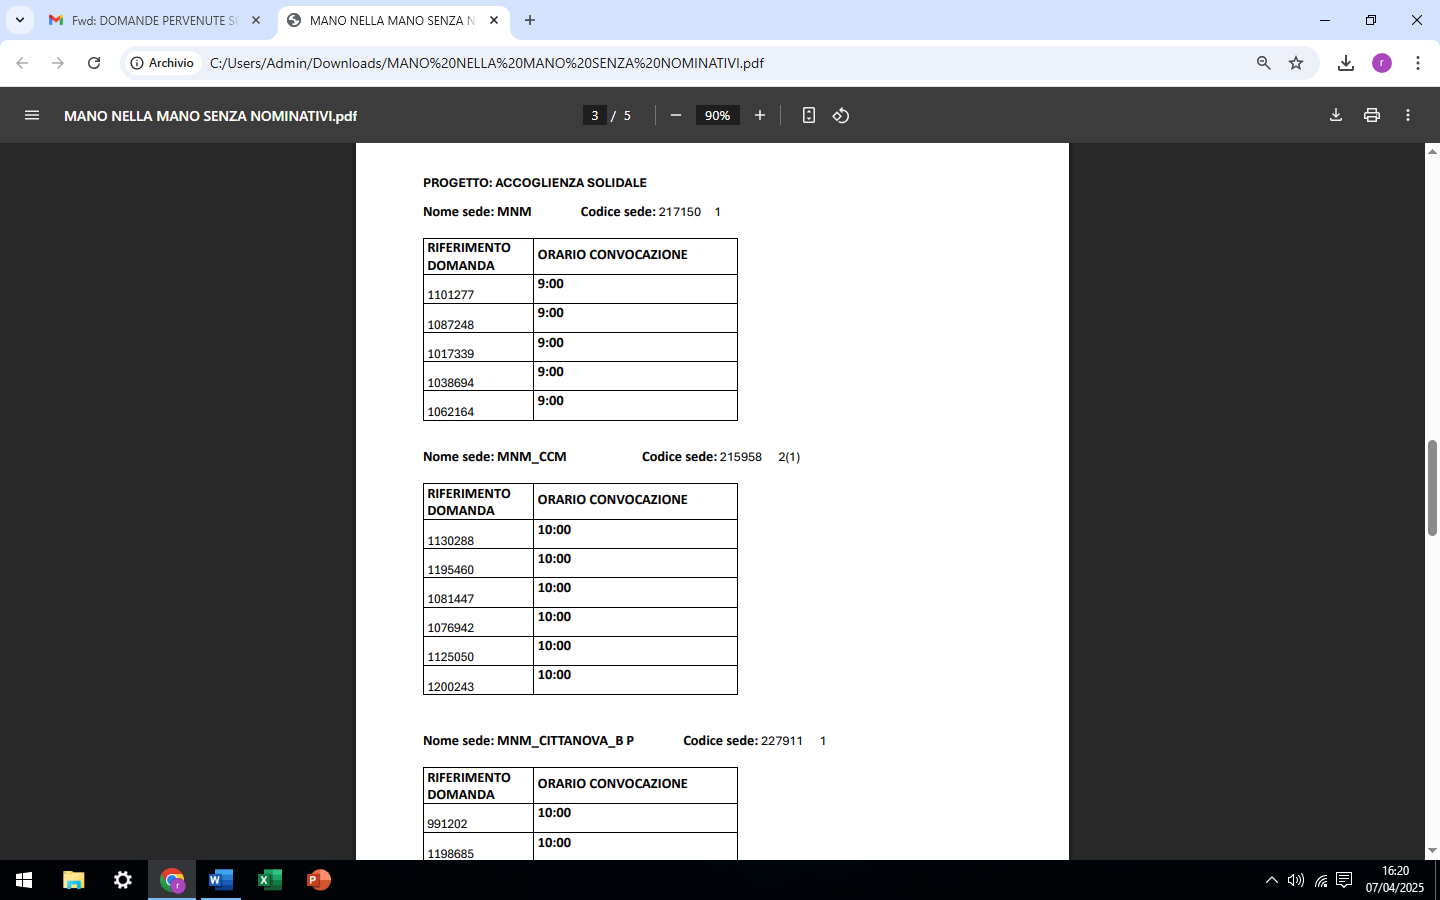 Fwd: DOMANDE PERVENUTE SC
MANO NELLA MANO SENZA N
Archivio
C:/Users/Admin/Downloads/MANO%20NELLA%20MANO%20SENZA%20NOMINATIVI.pdf
r
MANO NELLA MANO SENZA NOMINATIVI.pdf
3 / 5
90%
PROGETTO: ACCOGLIENZA SOLIDALE
Nome sede: MNM Codice sede: 217150 1
RIFERIMENTO DOMANDA ORARIO CONVOCAZIONE
1101277 9:00
1087248 9:00
1017339 9:00
1038694 9:00
1062164 9:00
Nome sede: MNM_CCM Codice sede: 215958 2(1)
RIFERIMENTO DOMANDA ORARIO CONVOCAZIONE
1130288 10:00
1195460 10:00
1081447 10:00
1076942 10:00
1125050 10:00
1200243 10:00
Nome sede: MNM_CITTANOVA_B P Codice sede: 227911 1
RIFERIMENTO DOMANDA ORARIO CONVOCAZIONE
991202 10:00
1198685 10:00
16:20
07/04/2025